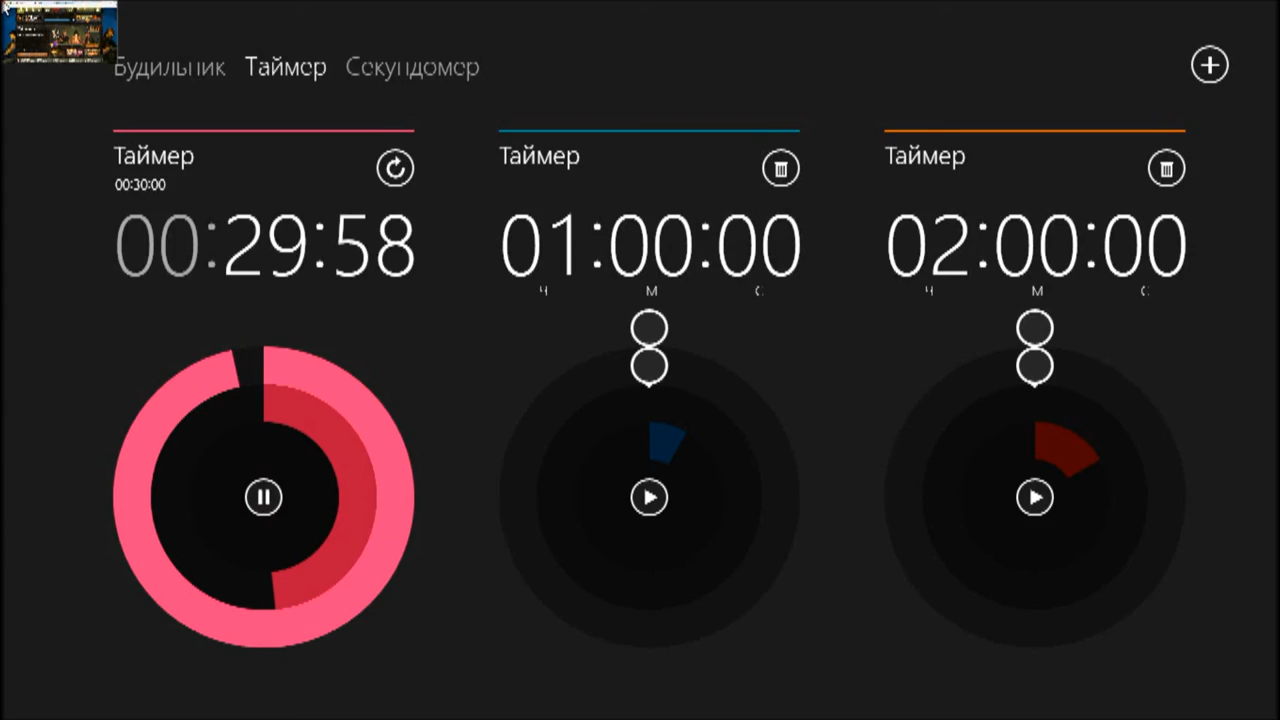 Будильник Таймер Секундомер
Таймер
00:30:00
00:29:58
Таймер
01:00:00
ч м с
Таймер
02:00:00
ч м с